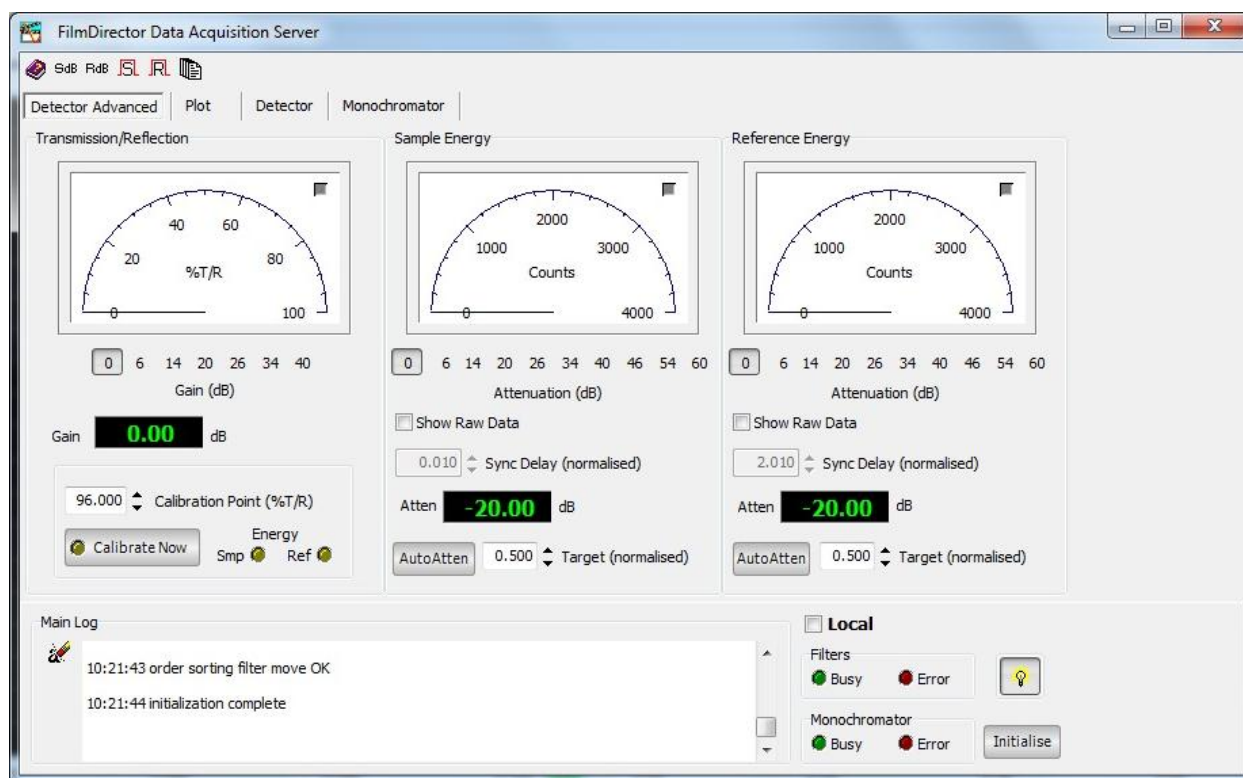 FilmDirector Data Acquisition Server
SdB RdB S R
Detector Advanced Plot Detector Monochromator
Transmission/Reflection
40 60
20 80
%T/R
0 100
0 6 14 20 26 34 40
Gain (dB)
Gain 0.00 dB
96.000 Calibration Point (%T/R)
Calibrate Now
Energy
Smp Ref
Sample Energy
2000
1000 3000
Counts
0 4000
0 6 14 20 26 34 40 46 54 60
Attenuation (dB)
Show Raw Data
0.010 Sync Delay (normalised)
Atten -20.00 dB
AutoAtten 0.500 Target (normalised)
Reference Energy
2000
1000 3000
Counts
0 4000
0 6 14 20 26 34 40 46 54 60
Attenuation (dB)
Show Raw Data
2.010 Sync Delay (normalised)
Atten -20.00 dB
AutoAtten 0.500 Target (normalised)
Main Log
10:21:43 order sorting filter move OK
10:21:44 initialization complete
Local
Filters
Busy Error
Monochromator
Busy Error
Initialise